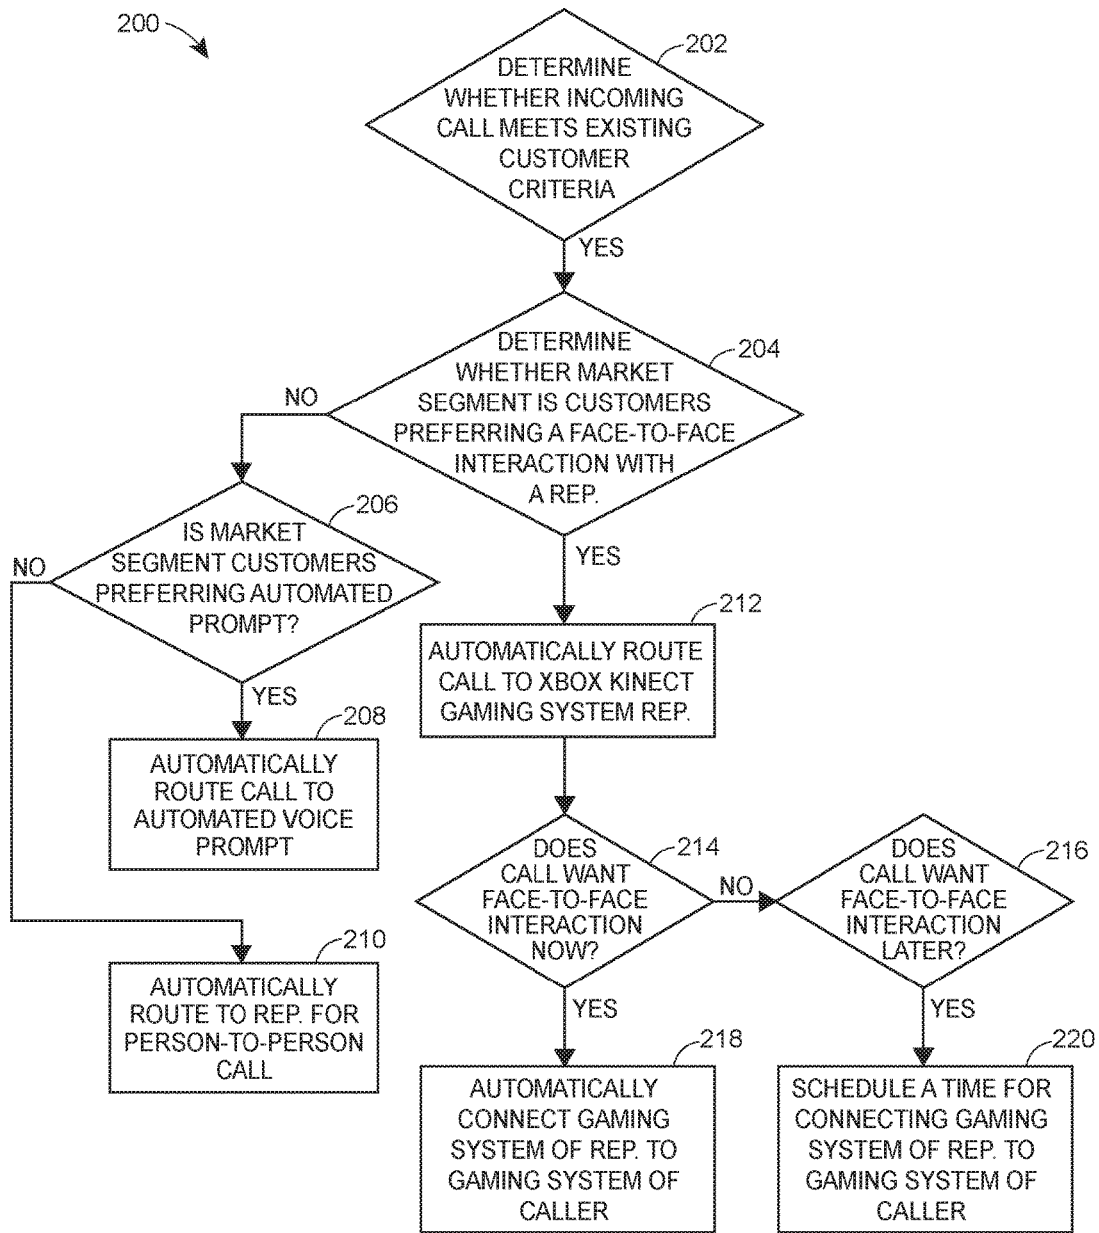 200
202
DETERMINE
WHETHER INCOMING
CALL MEETS EXISTING
CUSTOMER
CRITERIA
YES
204
DETERMINE
WHETHER MARKET
SEGMENT IS CUSTOMERS
PREFERRING A FACE-TO-FACE
INTERACTION WITH
A REP.
NO
YES
206
IS MARKET
SEGMENT CUSTOMERS
PREFERRING AUTOMATED
PROMPT?
NO
YES
208
AUTOMATICALLY
ROUTE CALL TO
AUTOMATED VOICE
PROMPT
210
AUTOMATICALLY
ROUTE TO REP. FOR
PERSON-TO-PERSON
CALL
212
AUTOMATICALLY ROUTE
CALL TO XBOX KINECT
GAMING SYSTEM REP.
214
DOES
CALL WANT
FACE-TO-FACE
INTERACTION
NOW?
NO
YES
216
DOES
CALL WANT
FACE-TO-FACE
INTERACTION
LATER?
YES
218
AUTOMATICALLY
CONNECT GAMING
SYSTEM OF REP. TO
GAMING SYSTEM OF
CALLER
220
SCHEDULE A TIME FOR
CONNECTING GAMING
SYSTEM OF REP. TO
GAMING SYSTEM OF
CALLER